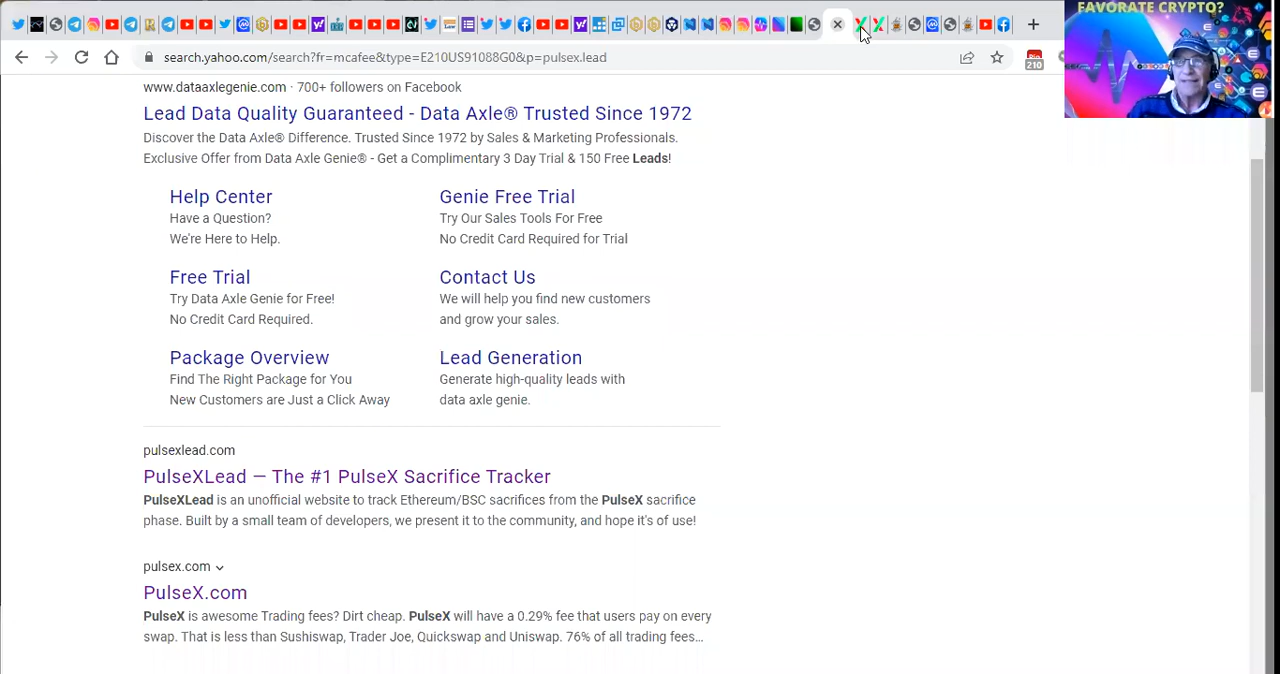 FAVORATE CRYPTO?
search.yahoo.com/search?fr=mcafee&type=E210US91088G0&p=pulsex.lead
210
www.dataaxlegenie.com · 700+ followers on Facebook
Lead Data Quality Guaranteed - Data Axle® Trusted Since 1972
Discover the Data Axle® Difference. Trusted Since 1972 by Sales & Marketing Professionals.
Exclusive Offer from Data Axle Genie® - Get a Complimentary 3 Day Trial & 150 Free Leads!
Help Center
Have a Question?
We're Here to Help.
Genie Free Trial
Try Our Sales Tools For Free
No Credit Card Required for Trial
Free Trial
Try Data Axle Genie for Free!
No Credit Card Required.
Contact Us
We will help you find new customers
and grow your sales.
Package Overview
Find The Right Package for You
New Customers are Just a Click Away
Lead Generation
Generate high-quality leads with
data axle genie.
pulsexlead.com
PulseXLead — The #1 PulseX Sacrifice Tracker
PulseXLead is an unofficial website to track Ethereum/BSC sacrifices from the PulseX sacrifice
phase. Built by a small team of developers, we present it to the community, and hope it's of use!
pulsex.com
PulseX.com
PulseX is awesome Trading fees? Dirt cheap. PulseX will have a 0.29% fee that users pay on every
swap. That is less than Sushiswap, Trader Joe, Quickswap and Uniswap. 76% of all trading fees...